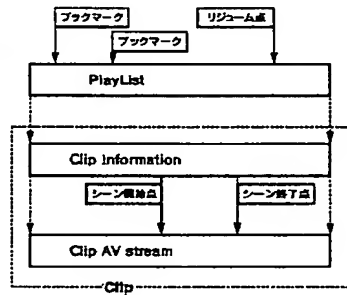 ブックマーク
リジューム点
ブックマーク
PlayList
Clip Information
シーン開始点
シーン終了点
Clip AV stream
Clip